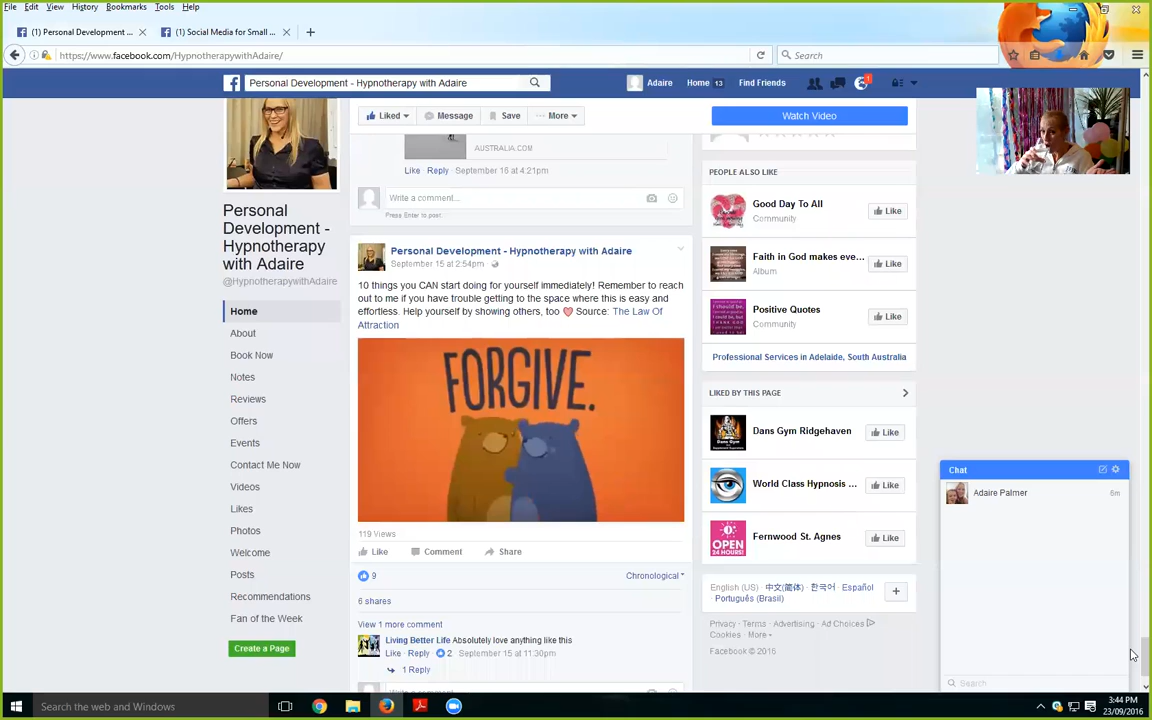 File Edit View History Bookmarks Tools Help
(1) Personal Development ...
(1) Social Media for Small ...
https://www.facebook.com/HypnotherapywithAdaire/
Search
Personal Development - Hypnotherapy with Adaire
Adaire
Home 13
Find Friends
1
Liked
Message
Save
More
Watch Video
AUSTRALIA.COM
Like · Reply · September 16 at 4:21pm
Write a comment...
Press Enter to post.
Personal
Development -
Hypnotherapy
with Adaire
@HypnotherapywithAdaire
Home
About
Book Now
Notes
Reviews
Offers
Events
Contact Me Now
Videos
Likes
Photos
Welcome
Posts
Recommendations
Fan of the Week
Create a Page
Personal Development - Hypnotherapy with Adaire
September 15 at 2:54pm ·
10 things you CAN start doing for yourself immediately! Remember to reach
out to me if you have trouble getting to the space where this is easy and
effortless. Help yourself by showing others, too Source: The Law Of
Attraction
FORGIVE.
119 Views
Like
Comment
Share
9
Chronological
6 shares
View 1 more comment
Living Better Life Absolutely love anything like this
Like · Reply · 2 · September 15 at 11:30pm
1 Reply
Write a comment...
PEOPLE ALSO LIKE
Good Day To All
Community
Like
Faith in God makes eve...
Album
Like
Positive Quotes
Community
Like
Professional Services in Adelaide, South Australia
LIKED BY THIS PAGE
Dans Gym Ridgehaven
Like
World Class Hypnosis ...
Like
OPEN
24 HOURS!
Fernwood St. Agnes
Like
English (US) · 中文(简体) · 한국어 · Español
· Português (Brasil)
Privacy · Terms · Advertising · Ad Choices
Cookies · More
Facebook © 2016
Chat
Adaire Palmer
6m
Search
Search the web and Windows
3:44 PM
23/09/2016